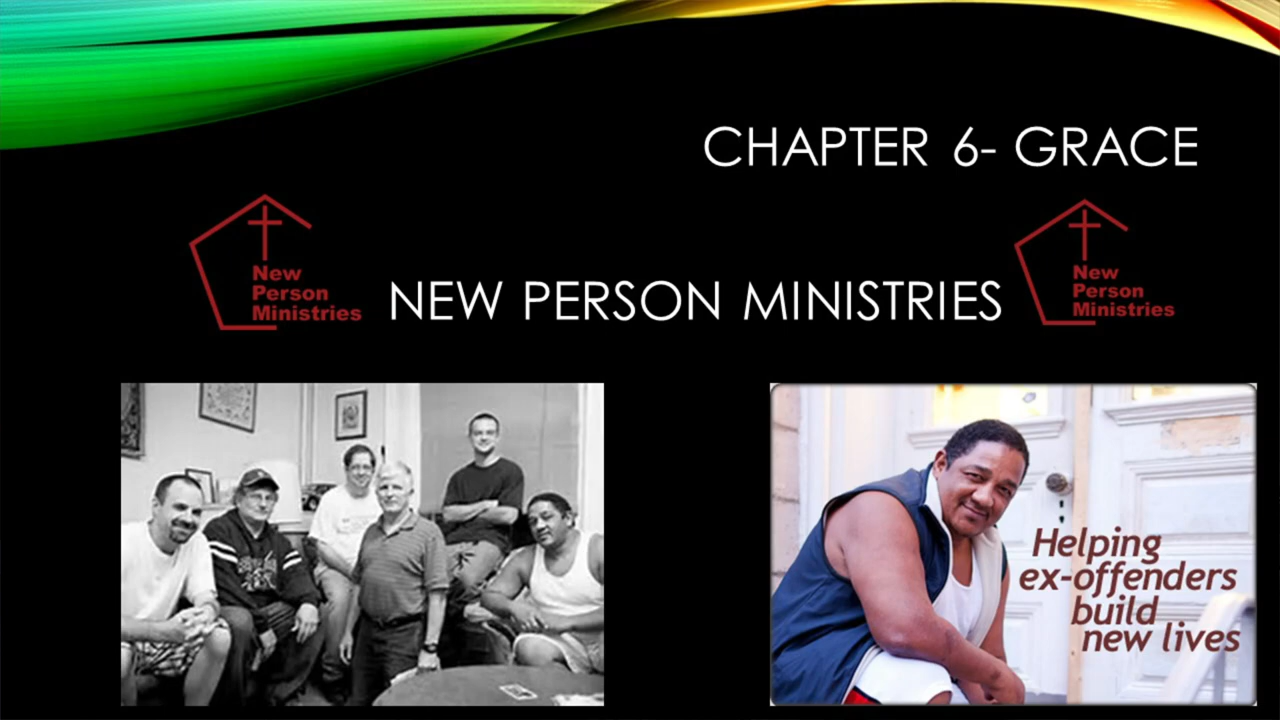 CHAPTER 6- GRACE
New
Person
Ministries
NEW PERSON MINISTRIES
New
Person
Ministries
Helping
ex-offenders
build
new lives